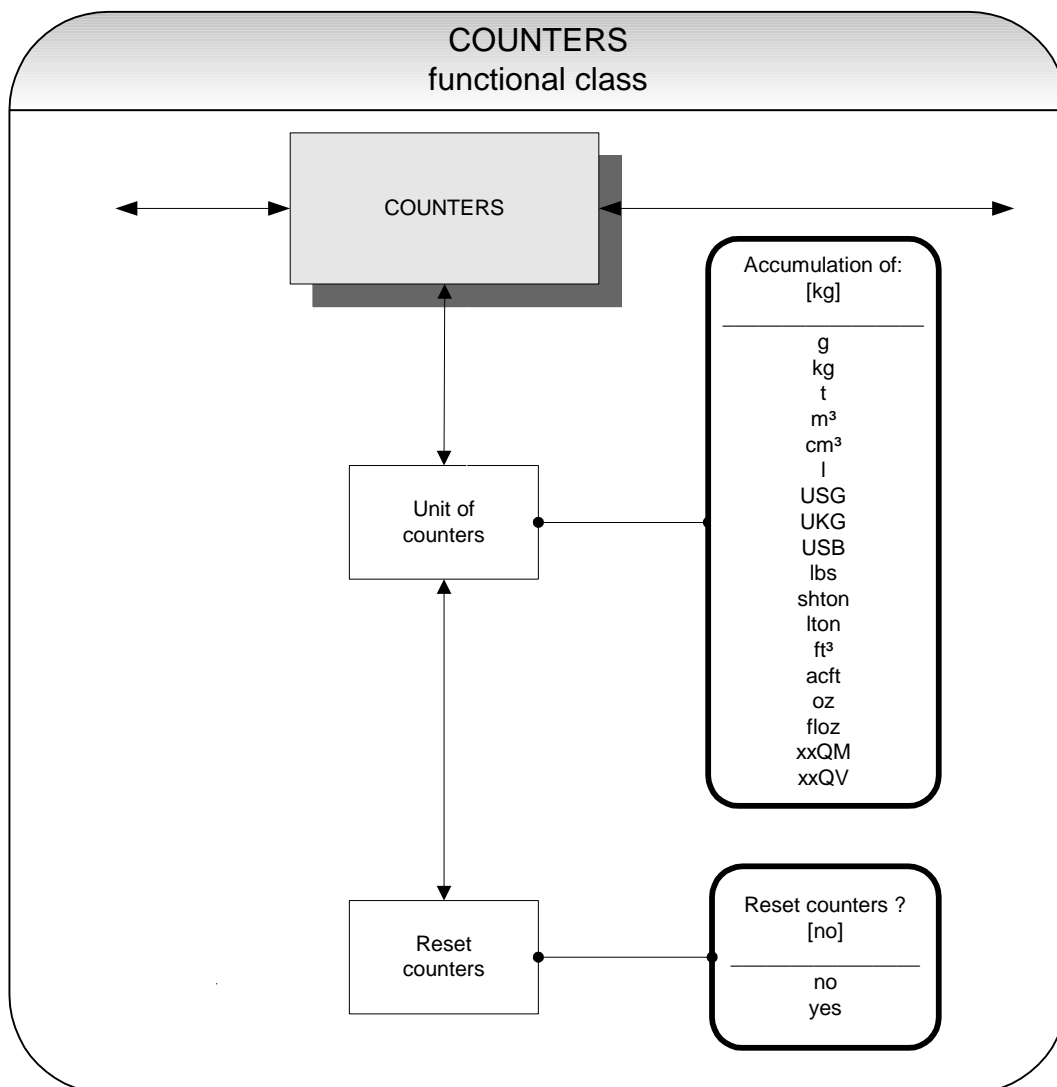 COUNTERS
functional class
COUNTERS
Accumulation of:
[kg]
g
kg
t
m³
cm³
l
USG
UKG
USB
lbs
shton
lton
ft³
acft
oz
floz
xxQM
xxQV
Unit of
counters
Reset counters ?
[no]
no
yes
Reset
counters